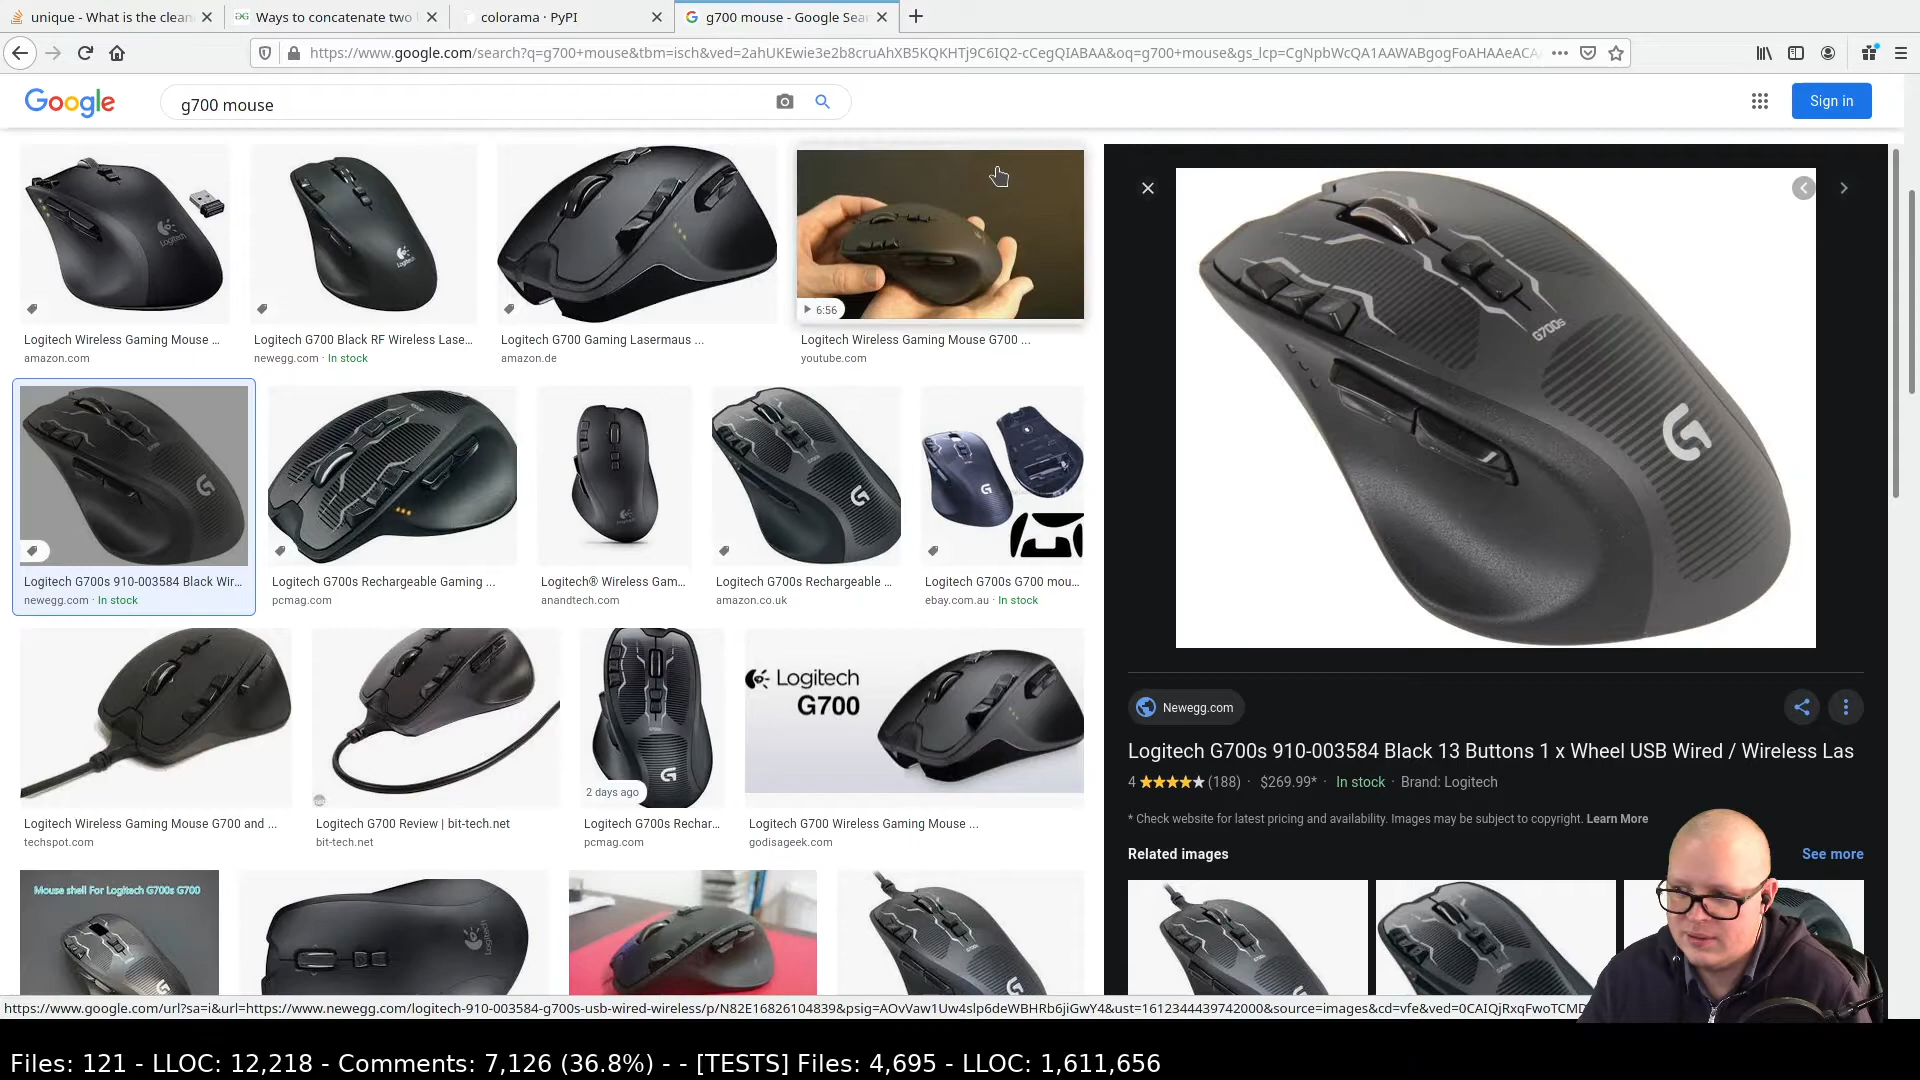 unique - What is the clean
Ways to concatenate two
colorama · PyPI
g700 mouse - Google Sea
https://www.google.com/search?q=g700+mouse&tbm=isch&ved=2ahUKEwie3e2b8cruAhXB5KQKHTj9C6IQ2-cCegQIABAA&oq=g700+mouse&gs_lcp=CgNpbWcQA1AAWABgogFoAHAAeACA
Google
g700 mouse
Sign in
Logitech
Logitech
6:56
Logitech Wireless Gaming Mouse ...
amazon.com
Logitech G700 Black RF Wireless Lase...
newegg.com · In stock
Logitech G700 Gaming Lasermaus ...
amazon.de
Logitech Wireless Gaming Mouse G700 ...
youtube.com
G700s
Logitech G700s 910-003584 Black Wir...
newegg.com · In stock
Logitech G700s Rechargeable Gaming ...
pcmag.com
Logitech® Wireless Gam...
anandtech.com
Logitech G700s Rechargeable ...
amazon.co.uk
Logitech G700s G700 mou...
ebay.com.au · In stock
Logitech
G700
2 days ago
Logitech Wireless Gaming Mouse G700 and ...
techspot.com
Logitech G700 Review | bit-tech.net
bit-tech.net
Logitech G700s Rechar...
pcmag.com
Logitech G700 Wireless Gaming Mouse ...
godisageek.com
Newegg.com
Logitech G700s 910-003584 Black 13 Buttons 1 x Wheel USB Wired / Wireless Las
4 ★★★★★ (188) · $269.99* · In stock · Brand: Logitech
* Check website for latest pricing and availability. Images may be subject to copyright. Learn More
Related images
See more
Mouse shell For Logitech G700s G700
Logitech
https://www.google.com/url?sa=i&url=https://www.newegg.com/logitech-910-003584-g700s-usb-wired-wireless/p/N82E16826104839&psig=AOvVaw1Uw4slp6deWBHRb6jiGwY4&ust=1612344439742000&source=images&cd=vfe&ved=0CAIQjRxqFwoTCMD
Files: 121 - LLOC: 12,218 - Comments: 7,126 (36.8%) - - [TESTS] Files: 4,695 - LLOC: 1,611,656